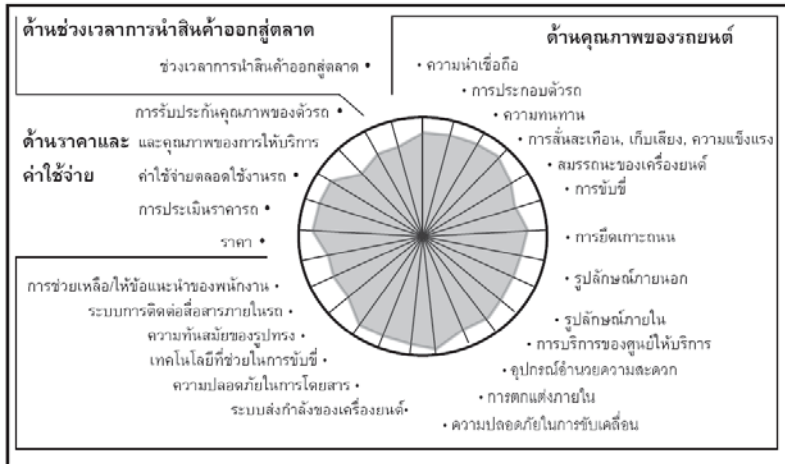 ด้านช่วงเวลาการนำสินค้าออกสู่ตลาด
ช่วงเวลาการนำสินค้าออกสู่ตลาด •
ด้านคุณภาพของรถยนต์
• ความน่าเชื่อถือ
• การประกอบตัวรถ
• ความทนทาน
• การสั่นสะเทือน, เก็บเสียง, ความแข็งแรง
• สมรรถนะของเครื่องยนต์
• การขับขี่
• การยึดเกาะถนน
• รูปลักษณ์ภายนอก
• รูปลักษณ์ภายใน
• การบริการของศูนย์ให้บริการ
• อุปกรณ์อำนวยความสะดวก
• การตกแต่งภายใน
• ความปลอดภัยในการขับเคลื่อน
ด้านราคาและ
ค่าใช้จ่าย
การรับประกันคุณภาพของตัวรถ •
และคุณภาพของการให้บริการ
ค่าใช้จ่ายตลอดใช้งานรถ •
การประเมินราคารถ •
ราคา •
การช่วยเหลือ/ให้ข้อแนะนำของพนักงาน •
ระบบการติดต่อสื่อสารภายในรถ •
ความทันสมัยของรูปทรง •
เทคโนโลยีที่ช่วยในการขับขี่ •
ความปลอดภัยในการโดยสาร •
ระบบส่งกำลังของเครื่องยนต์•